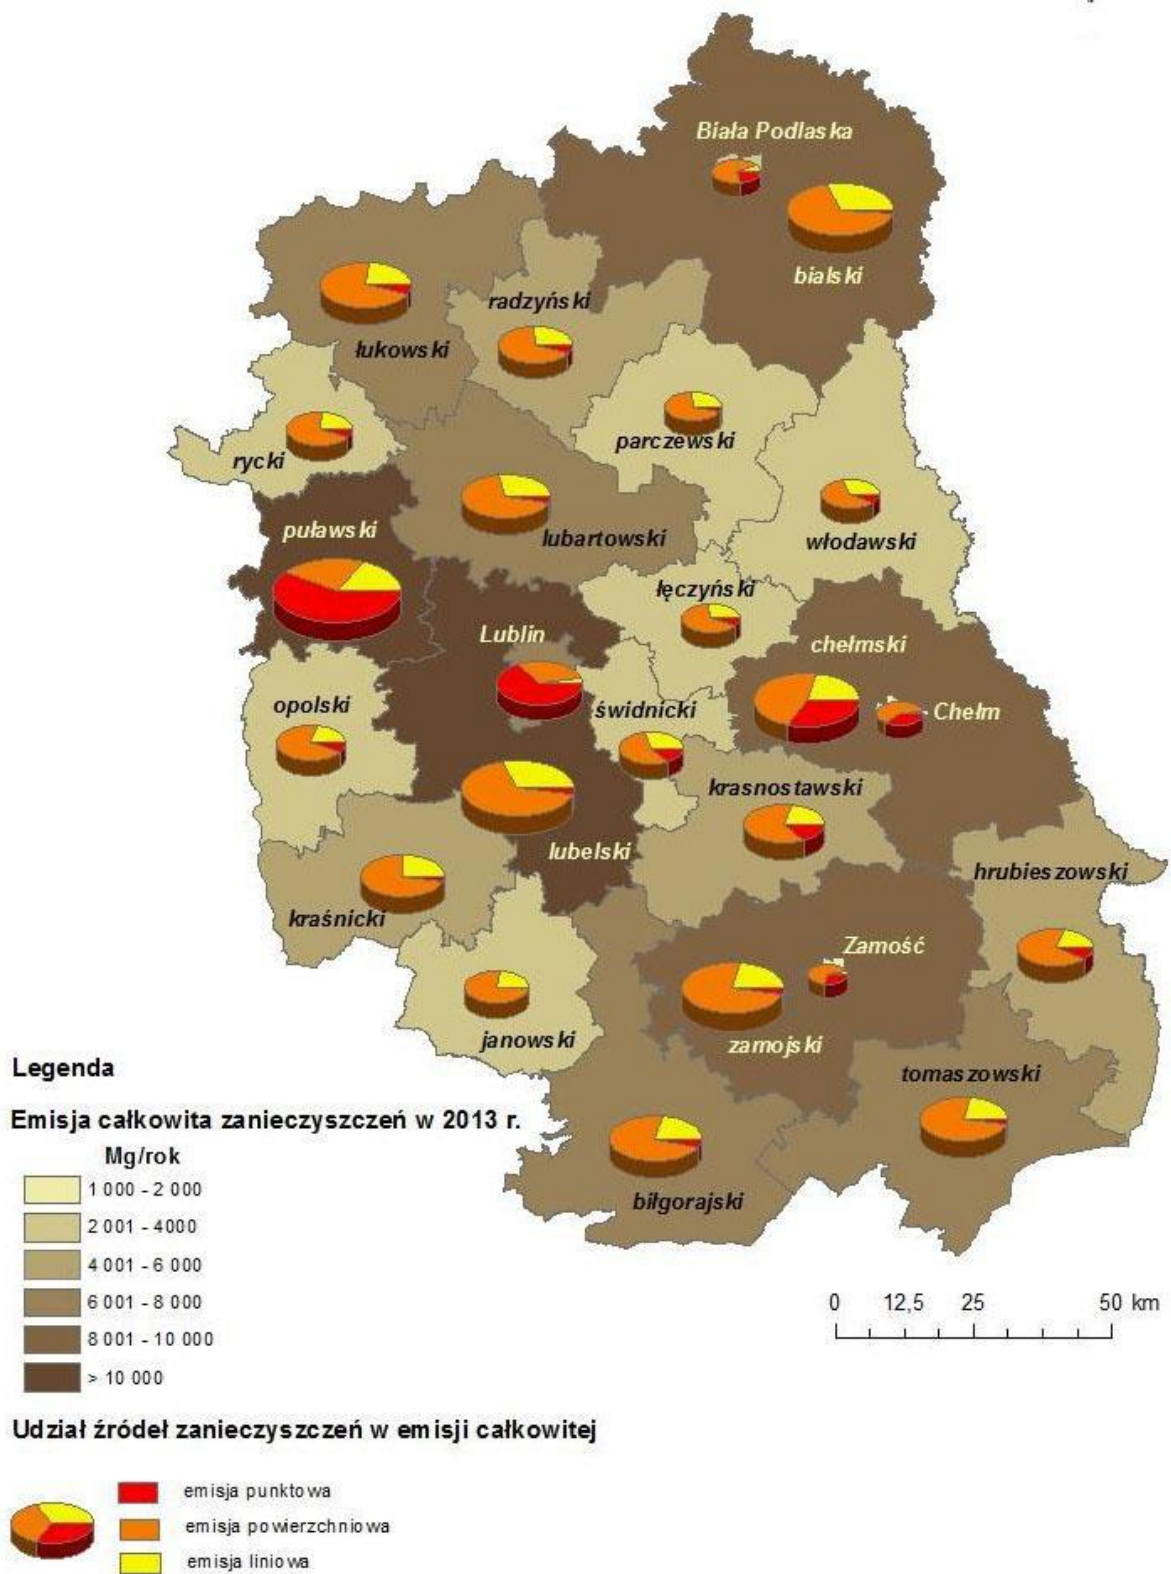 Biała Podlaska
bialski
radzyński
łukowski
parczewski
rycki
puławski
lubartowski
włodawski
łęczyński
Lublin
chełmski
opolski
świdnicki
Chełm
krasnostawski
lubelski
hrubieszowski
kraśnicki
Zamość
janowski
zamojski
tomaszowski
biłgorajski
Legenda
Emisja całkowita zanieczyszczeń w 2013 r.
Mg/rok
1 000 - 2 000
2 001 - 4000
4 001 - 6 000
6 001 - 8 000
8 001 - 10 000
> 10 000
0 12,5 25 50 km
Udział źródeł zanieczyszczeń w emisji całkowitej
emisja punktowa
emisja powierzchniowa
emisja liniowa